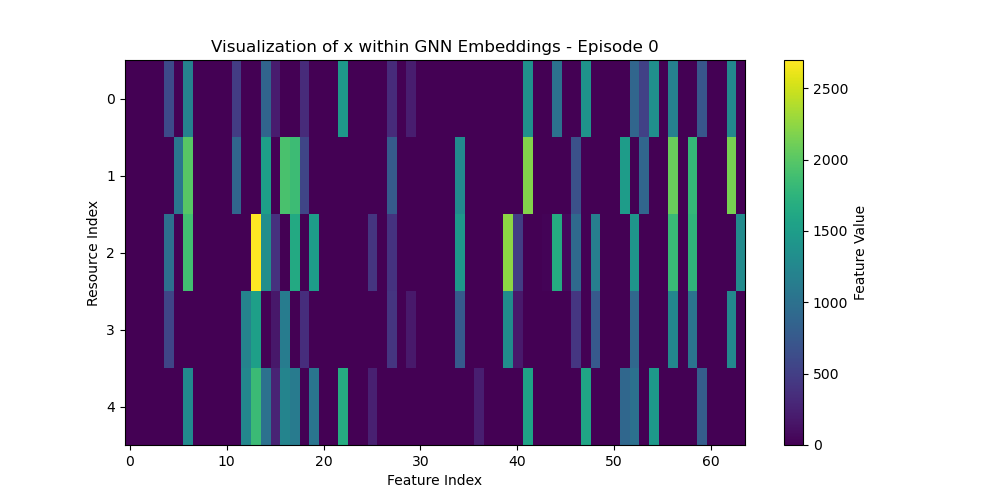 Visualization of x within GNN Embeddings - Episode 0
Resource Index
0
1
2
3
4
0 10 20 30 40 50 60
Feature Index
2500
2000
1500
1000
500
0
Feature Value